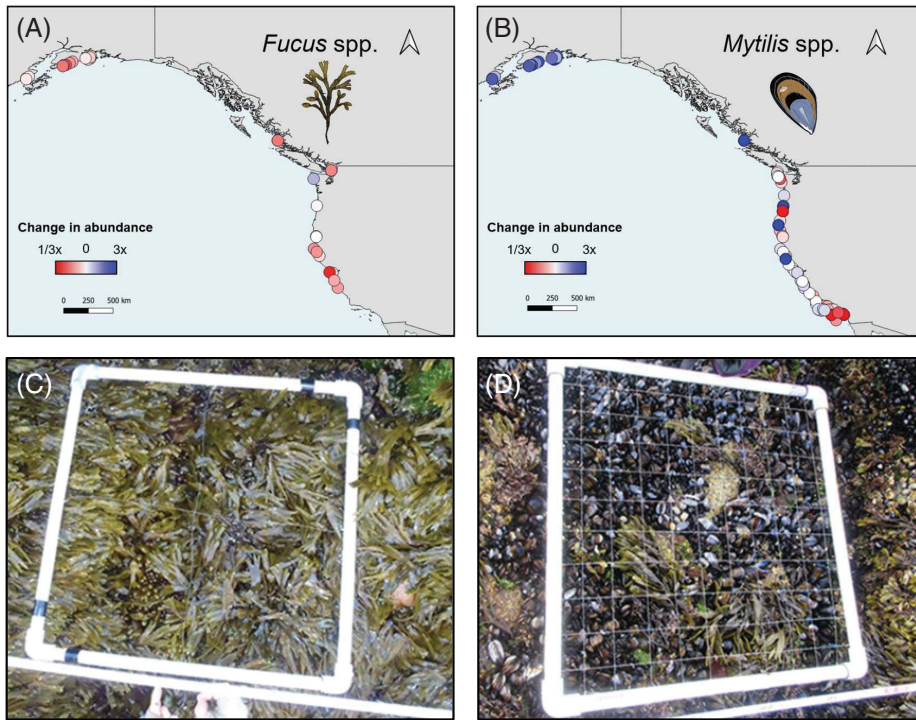 (A)
Fucus spp.
Change in abundance
1/3x 0 3x
0 250 500 km
(B)
Mytilis spp.
Change in abundance
1/3x 0 3x
0 250 500 km
(C)
(D)